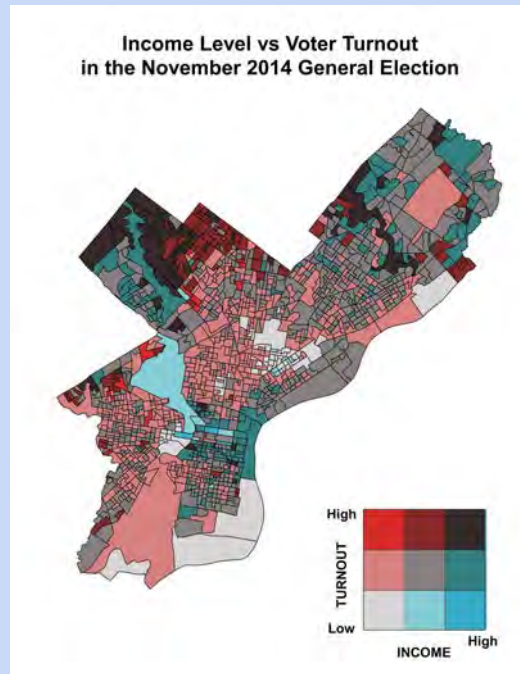 Income Level vs Voter Turnout
in the November 2014 General Election
High
TURNOUT
Low
High
INCOME